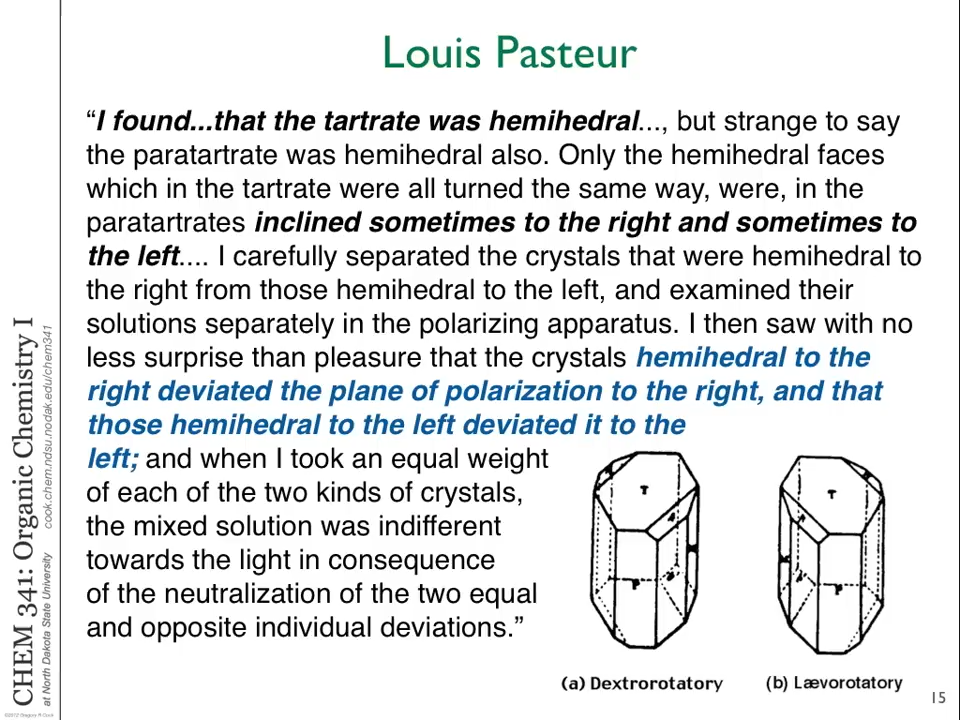 Louis Pasteur
“I found...that the tartrate was hemihedral..., but strange to say
the paratartrate was hemihedral also. Only the hemihedral faces
which in the tartrate were all turned the same way, were, in the
paratartrates inclined sometimes to the right and sometimes to
the left.... I carefully separated the crystals that were hemihedral to
the right from those hemihedral to the left, and examined their
solutions separately in the polarizing apparatus. I then saw with no
less surprise than pleasure that the crystals hemihedral to the
right deviated the plane of polarization to the right, and that
those hemihedral to the left deviated it to the
left; and when I took an equal weight
of each of the two kinds of crystals,
the mixed solution was indifferent
towards the light in consequence
of the neutralization of the two equal
and opposite individual deviations.”
T
P
T
P
(a) Dextrorotatory
(b) Lævorotatory
15
CHEM 341: Organic Chemistry I
at North Dakota State University cook.chem.ndsu.nodak.edu/chem341
©2012 Gregory R Cook